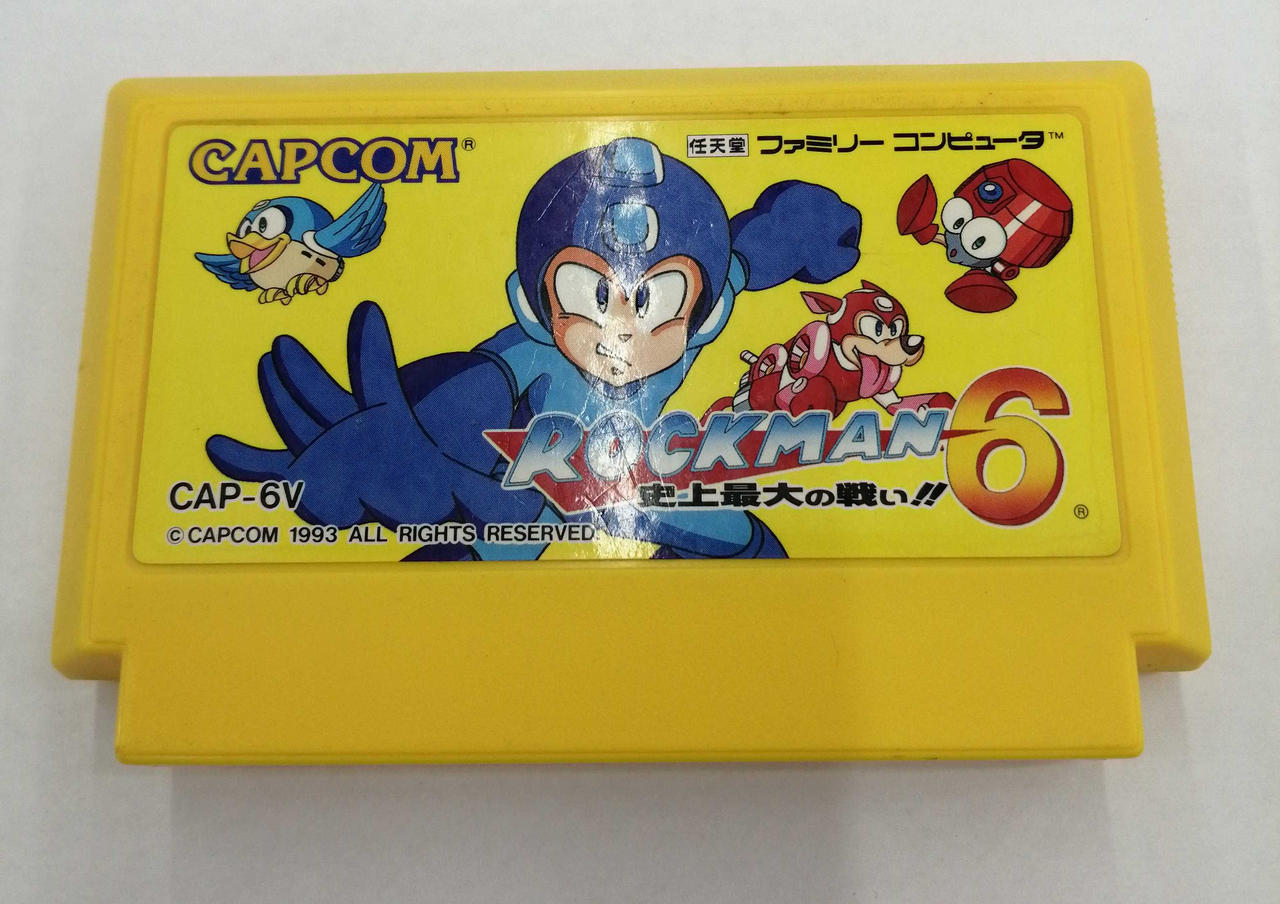 CAPCOM®
任天堂 ファミリー コンピュータ™
ROCKMAN 6
史上最大の戦い!! ®
CAP-6V
© CAPCOM 1993 ALL RIGHTS RESERVED.